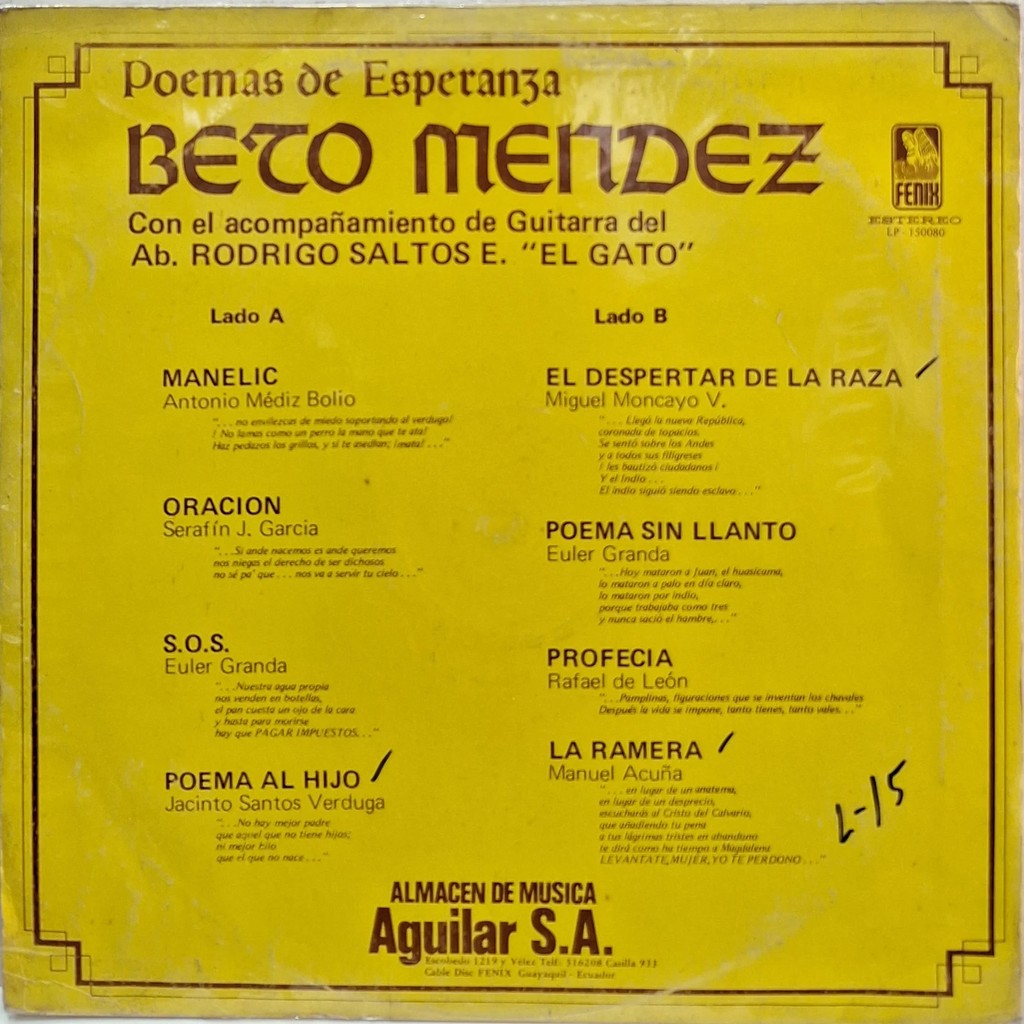 Poemas de Esperanza
BETO MENDEZ
Con el acompañamiento de Guitarra del
Ab. RODRIGO SALTOS E. "EL GATO"
FENIX
ESTEREO
LP - 150080
Lado A
MANELIC
Antonio Médiz Bolio
". . . no envilezcas de miedo soportando al verdugo!
! No lamas como un perro la mano que te ata!
Haz pedazos los grillos, y si te asedian; ¡mata! . . ."
ORACION
Serafín J. Garcia
". . .Si ande nacemos es ande queremos
nos niegas el derecho de ser dichosos
no sé pa' que . . . nos va a servir tu cielo . . ."
S.O.S.
Euler Granda
". . .Nuestra agua propia
nos venden en botellas,
el pan cuesta un ojo de la cara
y hasta para morirse
hay que PAGAR IMPUESTOS. . ."
POEMA AL HIJO
Jacinto Santos Verduga
". . .No hay mejor padre
que aquel que no tiene hijos;
ni mejor hijo
que el que no nace . . ."
Lado B
EL DESPERTAR DE LA RAZA
Miguel Moncayo V.
". . . Llegó la nueva República,
coronada de topacios.
Se sentó sobre los Andes
y a todos sus filigreses
! les bautizó ciudadanos !
Y el Indio . . .
El indio siguió siendo esclavo . . ."
POEMA SIN LLANTO
Euler Granda
". . .Hoy mataron a Juan, el huasicama,
lo mataron a palo en día claro,
lo mataron por indio,
porque trabajaba como tres
y nunca sació el hambre,. . ."
PROFECIA
Rafael de León
". . .Pamplinas, figuraciones que se inventan los chavales
Después la vida se impone, tanto tienes, tanto vales. . ."
LA RAMERA
Manuel Acuña
". . . en lugar de un anatema,
en lugar de un desprecio,
escucharás al Cristo del Calvario,
que añadiendo tu pena
a tus lágrimas tristes en abandono
te dirá como ha tiempo a Magdalena
LEVANTATE, MUJER, YO TE PERDONO . . ."
L-15
ALMACEN DE MUSICA
Aguilar S.A.
Escobedo 1219 y Vélez Telf: 516208 Casilla 933
Cable Disc FENIX Guayaquil - Ecuador